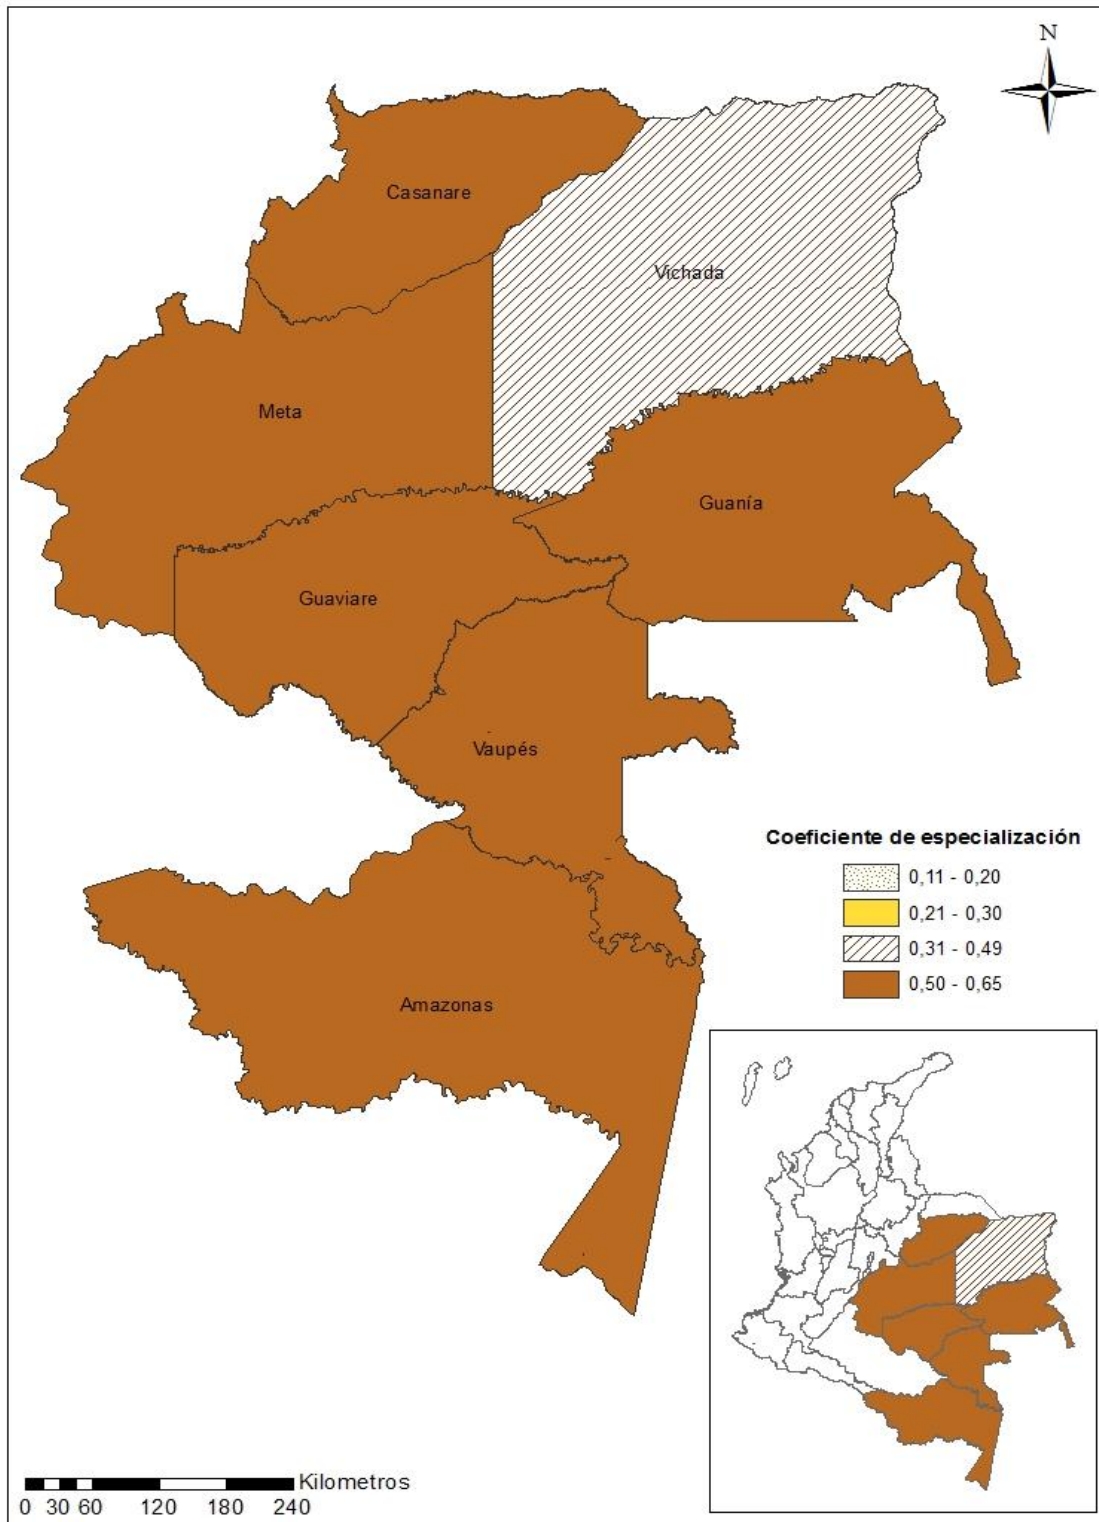 N
Casanare
Vichada
Meta
Guanía
Guaviare
Vaupés
Coeficiente de especialización
0,11 - 0,20
0,21 - 0,30
0,31 - 0,49
0,50 - 0,65
Amazonas
Kilometros
0 30 60 120 180 240